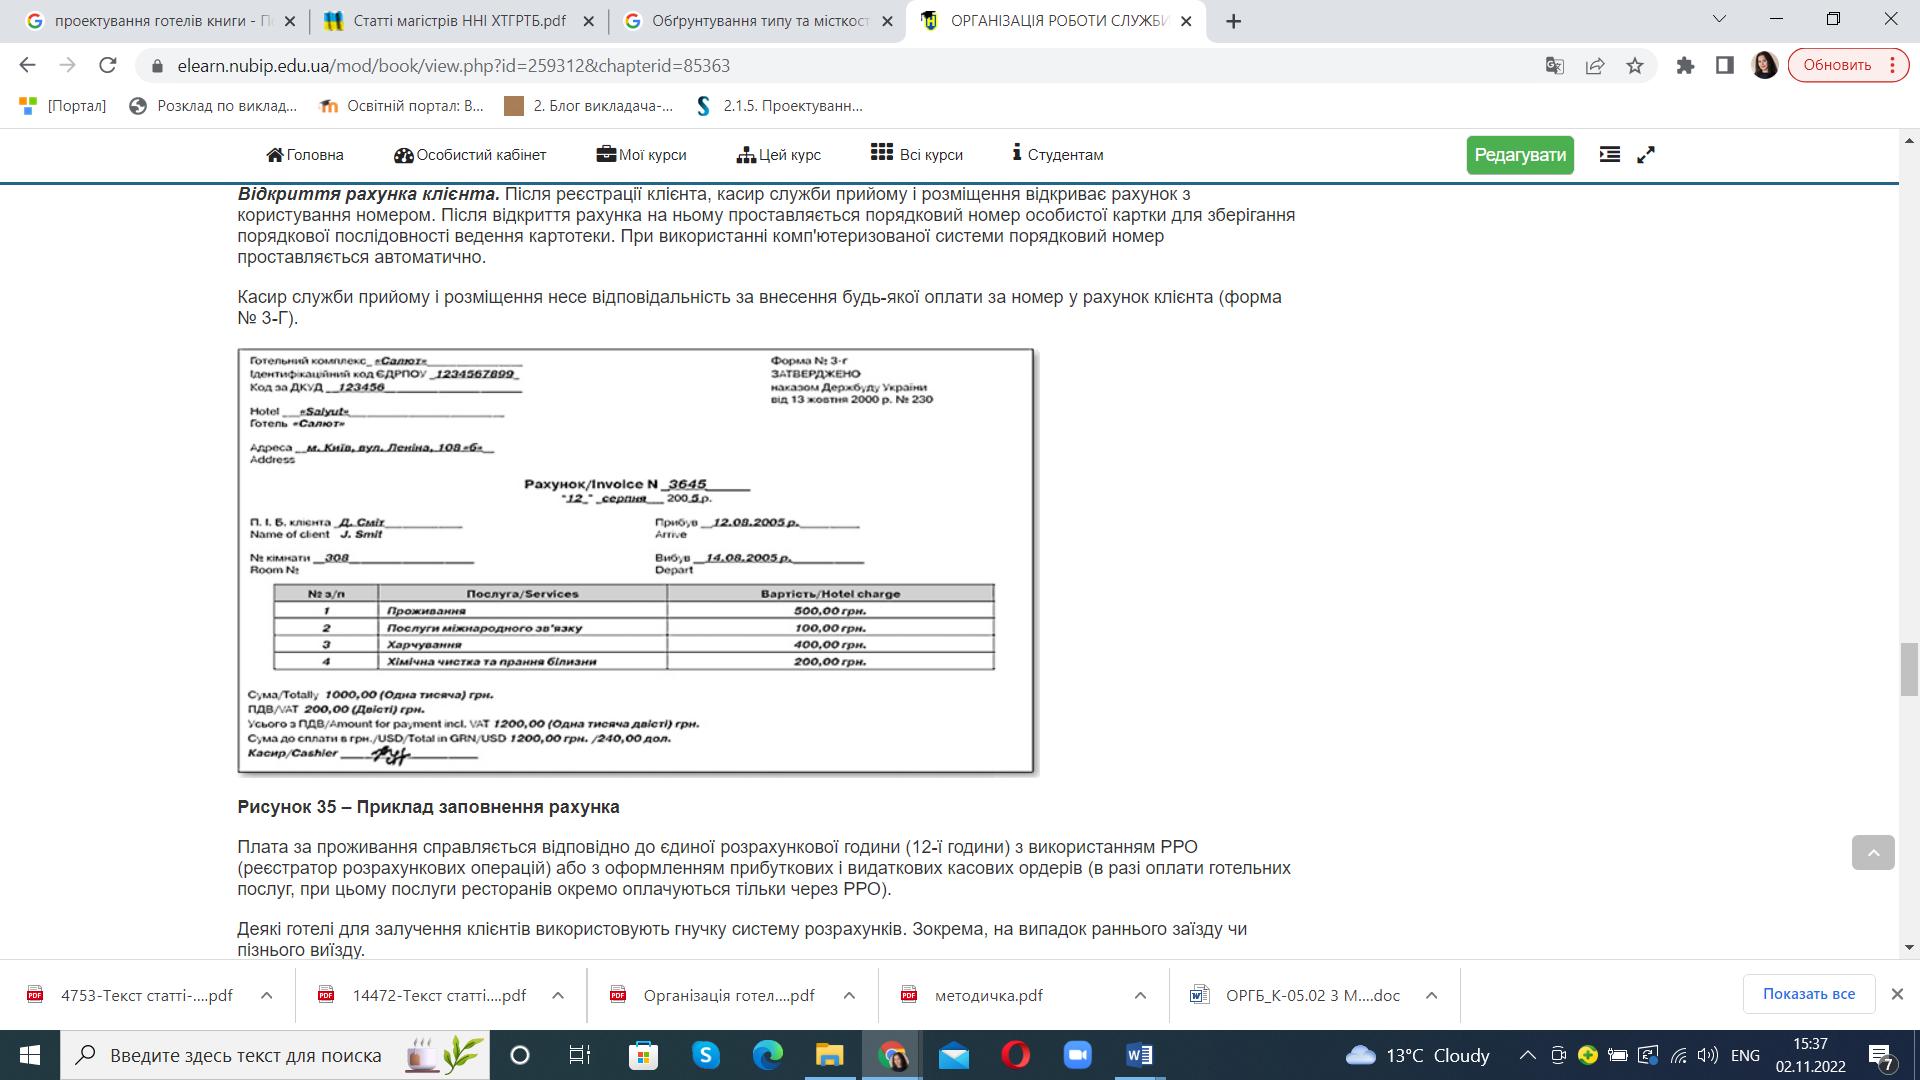 проектування готелів книги - П
Статті магістрів ННІ ХТГРТБ.pdf
Обґрунтування типу та місткост
ОРГАНІЗАЦІЯ РОБОТИ СЛУЖБИ
elearn.nubip.edu.ua/mod/book/view.php?id=259312&chapterid=85363
Обновить
[Портал]
Розклад по виклад...
Освітній портал: В...
2. Блог викладача-...
2.1.5. Проектуванн...
Головна
Особистий кабінет
Мої курси
Цей курс
Всі курси
Студентам
Редагувати
Відкриття рахунка клієнта. Після реєстрації клієнта, касир служби прийому і розміщення відкриває рахунок з
користування номером. Після відкриття рахунка на ньому проставляється порядковий номер особистої картки для зберігання
порядкової послідовності ведення картотеки. При використанні комп'ютеризованої системи порядковий номер
проставляється автоматично.
Касир служби прийому і розміщення несе відповідальність за внесення будь-якої оплати за номер у рахунок клієнта (форма
№ 3-Г).
Готельний комплекс «Салют»
Ідентифікаційний код ЄДРПОУ 1234567899
Код за ДКУД 123456
Форма № 3-г
ЗАТВЕРДЖЕНО
наказом Держбуду України
від 13 жовтня 2000 р. № 230
Hotel «Salyut»
Готель «Салют»
Адреса м. Київ, вул. Леніна, 108 «б»
Address
Рахунок/Invoice N 3645
"12" серпня 2005 р.
П. І. Б. клієнта Д. Сміт
Name of client J. Smit
Прибув 12.08.2005 р.
Arrive
№ кімнати 308
Room №
Вибув 14.08.2005 р.
Depart
№ з/п Послуга/Services Вартість/Hotel charge
1 Проживання 500,00 грн.
2 Послуги міжнародного зв'язку 100,00 грн.
3 Харчування 400,00 грн.
4 Хімічна чистка та прання білизни 200,00 грн.
Сума/Totally 1000,00 (Одна тисяча) грн.
ПДВ/VAT 200,00 (Двісті) грн.
Усього з ПДВ/Amount for payment incl. VAT 1200,00 (Одна тисяча двісті) грн.
Сума до сплати в грн./USD/Total in GRN/USD 1200,00 грн. /240,00 дол.
Касир/Cashier
Рисунок 35 – Приклад заповнення рахунка
Плата за проживання справляється відповідно до єдиної розрахункової години (12-ї години) з використанням РРО
(реєстратор розрахункових операцій) або з оформленням прибуткових і видаткових касових ордерів (в разі оплати готельних
послуг, при цьому послуги ресторанів окремо оплачуються тільки через РРО).
Деякі готелі для залучення клієнтів використовують гнучку систему розрахунків. Зокрема, на випадок раннього заїзду чи
пізнього виїзду.
4753-Текст статті-....pdf
14472-Текст статті....pdf
Організація готел....pdf
методичка.pdf
ОРГБ_К-05.02 3 М....doc
Показать все
Введите здесь текст для поиска
13°C Cloudy
ENG
15:37
02.11.2022
7